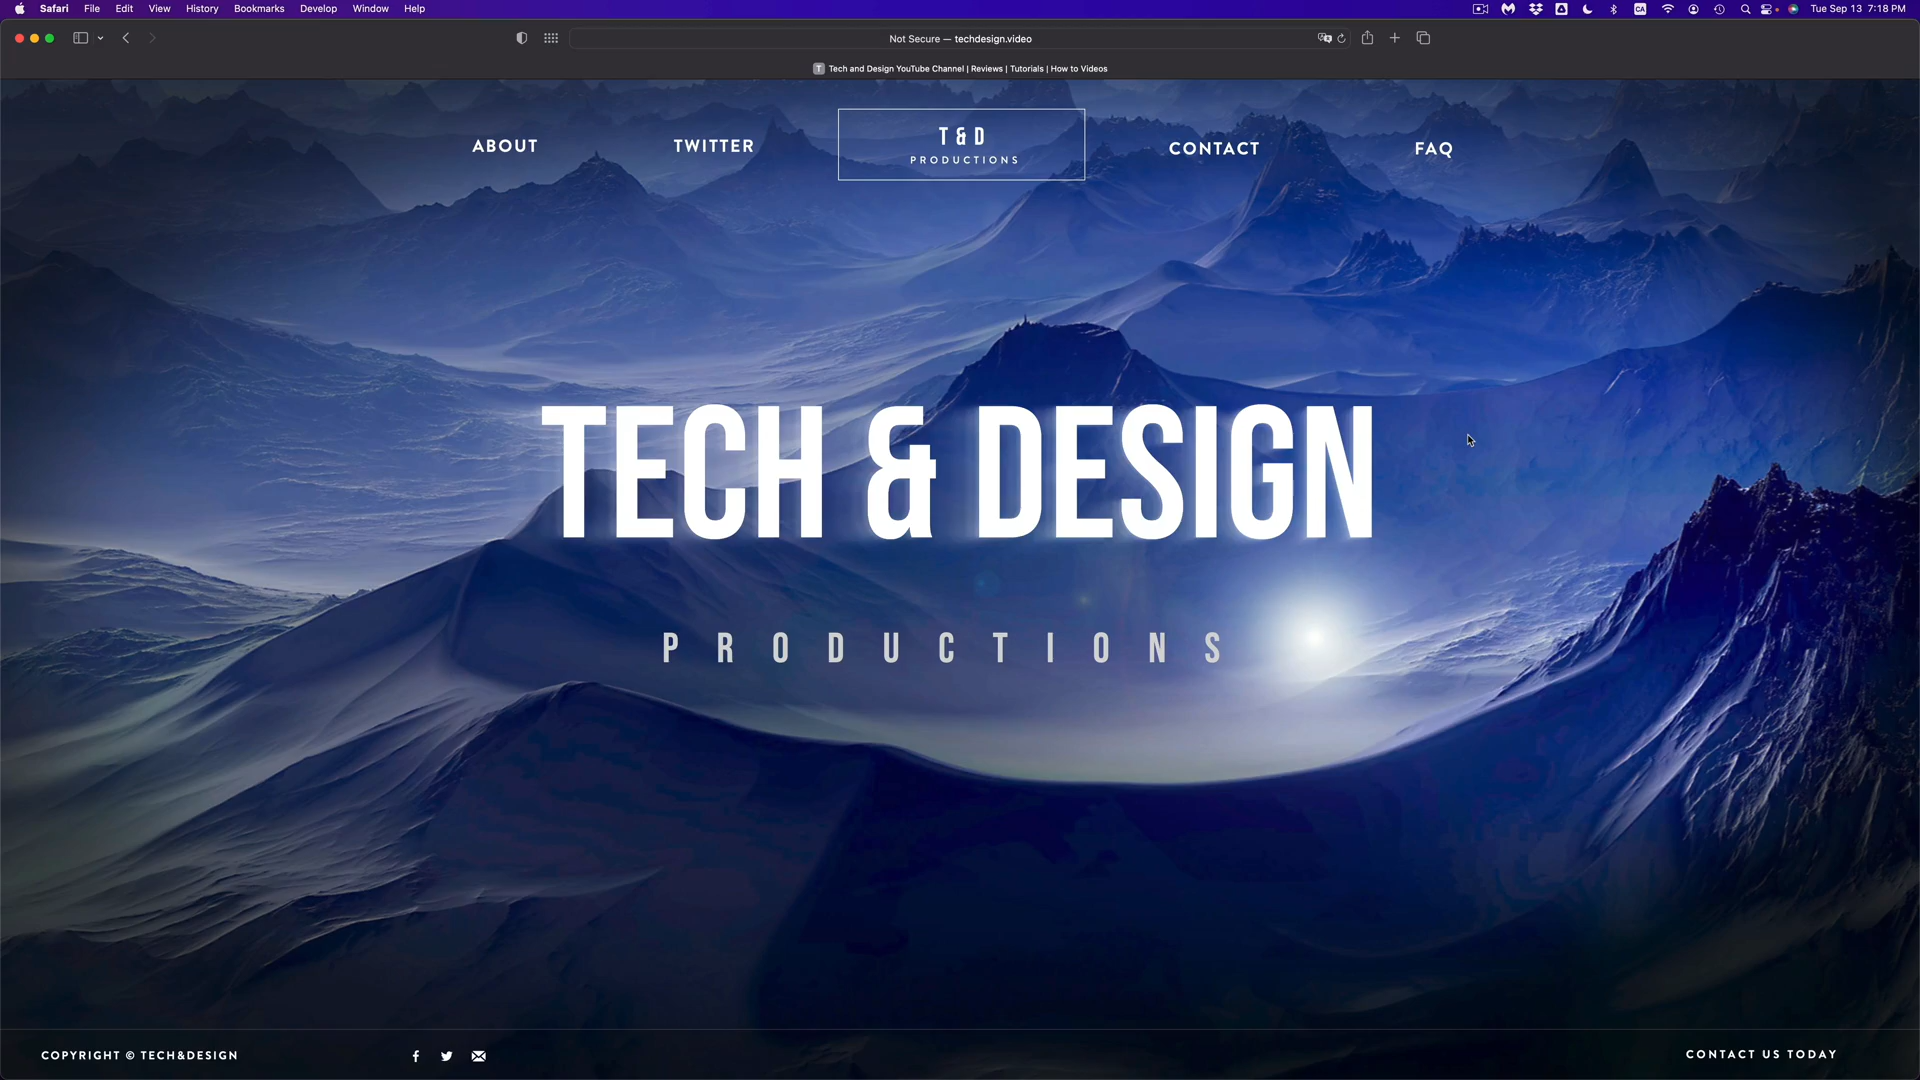 Safari File Edit View History Bookmarks Develop Window Help
CA
Tue Sep 13 7:18 PM
Not Secure — techdesign.video
T Tech and Design YouTube Channel | Reviews | Tutorials | How to Videos
ABOUT
TWITTER
T & D
PRODUCTIONS
CONTACT
FAQ
TECH & DESIGN
PRODUCTIONS
COPYRIGHT © TECH&DESIGN
CONTACT US TODAY